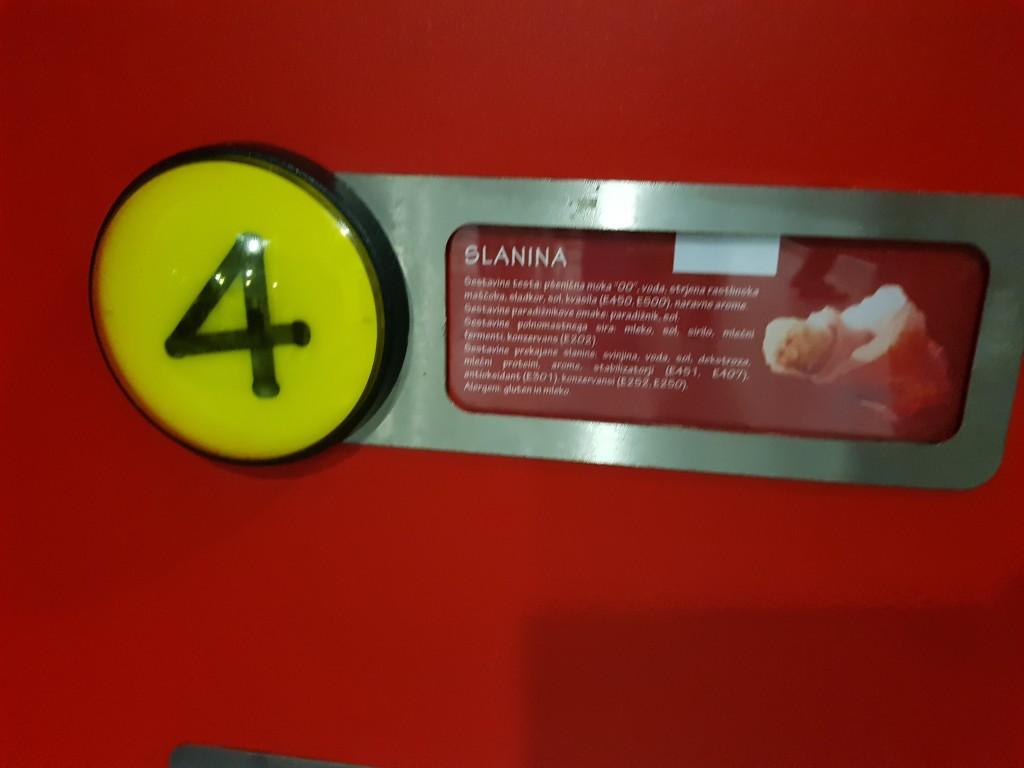 4
SLANINA
Sestavine testa: pšenična moka "00", voda, strjena rastlinska
maščoba, sladkor, sol, kvasila (E450, E500), naravne arome.
Sestavine paradižnikove omake: paradižnik, sol.
Sestavine polnomastnega sira: mleko, sol, sirilo, mlečni
fermenti, konzervans (E202)
Sestavine prekajene slanine: svinjina, voda, sol, dekstroza,
mlečni proteini, arome, stabilizatorji (E451, E407),
antioksidant (E301), konzervansi (E252, E250).
Alergeni: gluten in mleko.